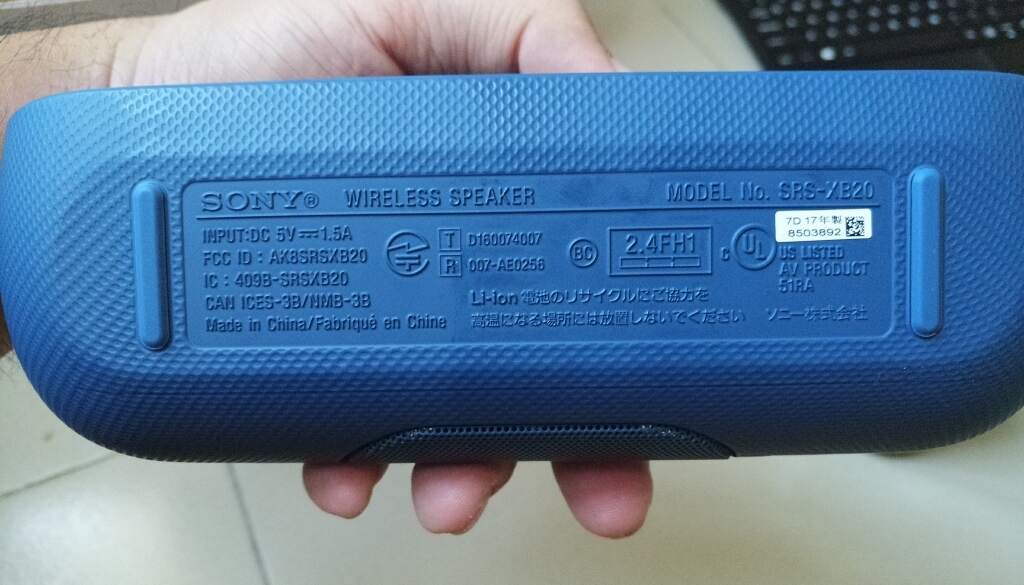 SONY® WIRELESS SPEAKER MODEL No. SRS-XB20
INPUT:DC 5V⎓1.5A
FCC ID : AK8SRSXB20
IC : 409B-SRSXB20
CAN ICES-3B/NMB-3B
Made in China/Fabriqué en Chine
T D160074007
R 007-AE0256
BC
2.4FH1
C UL
US LISTED
AV PRODUCT
51RA
7D 17年製
8503892
Li-ion 電池のリサイクルにご協力を
高温になる場所には放置しないでください
ソニー株式会社